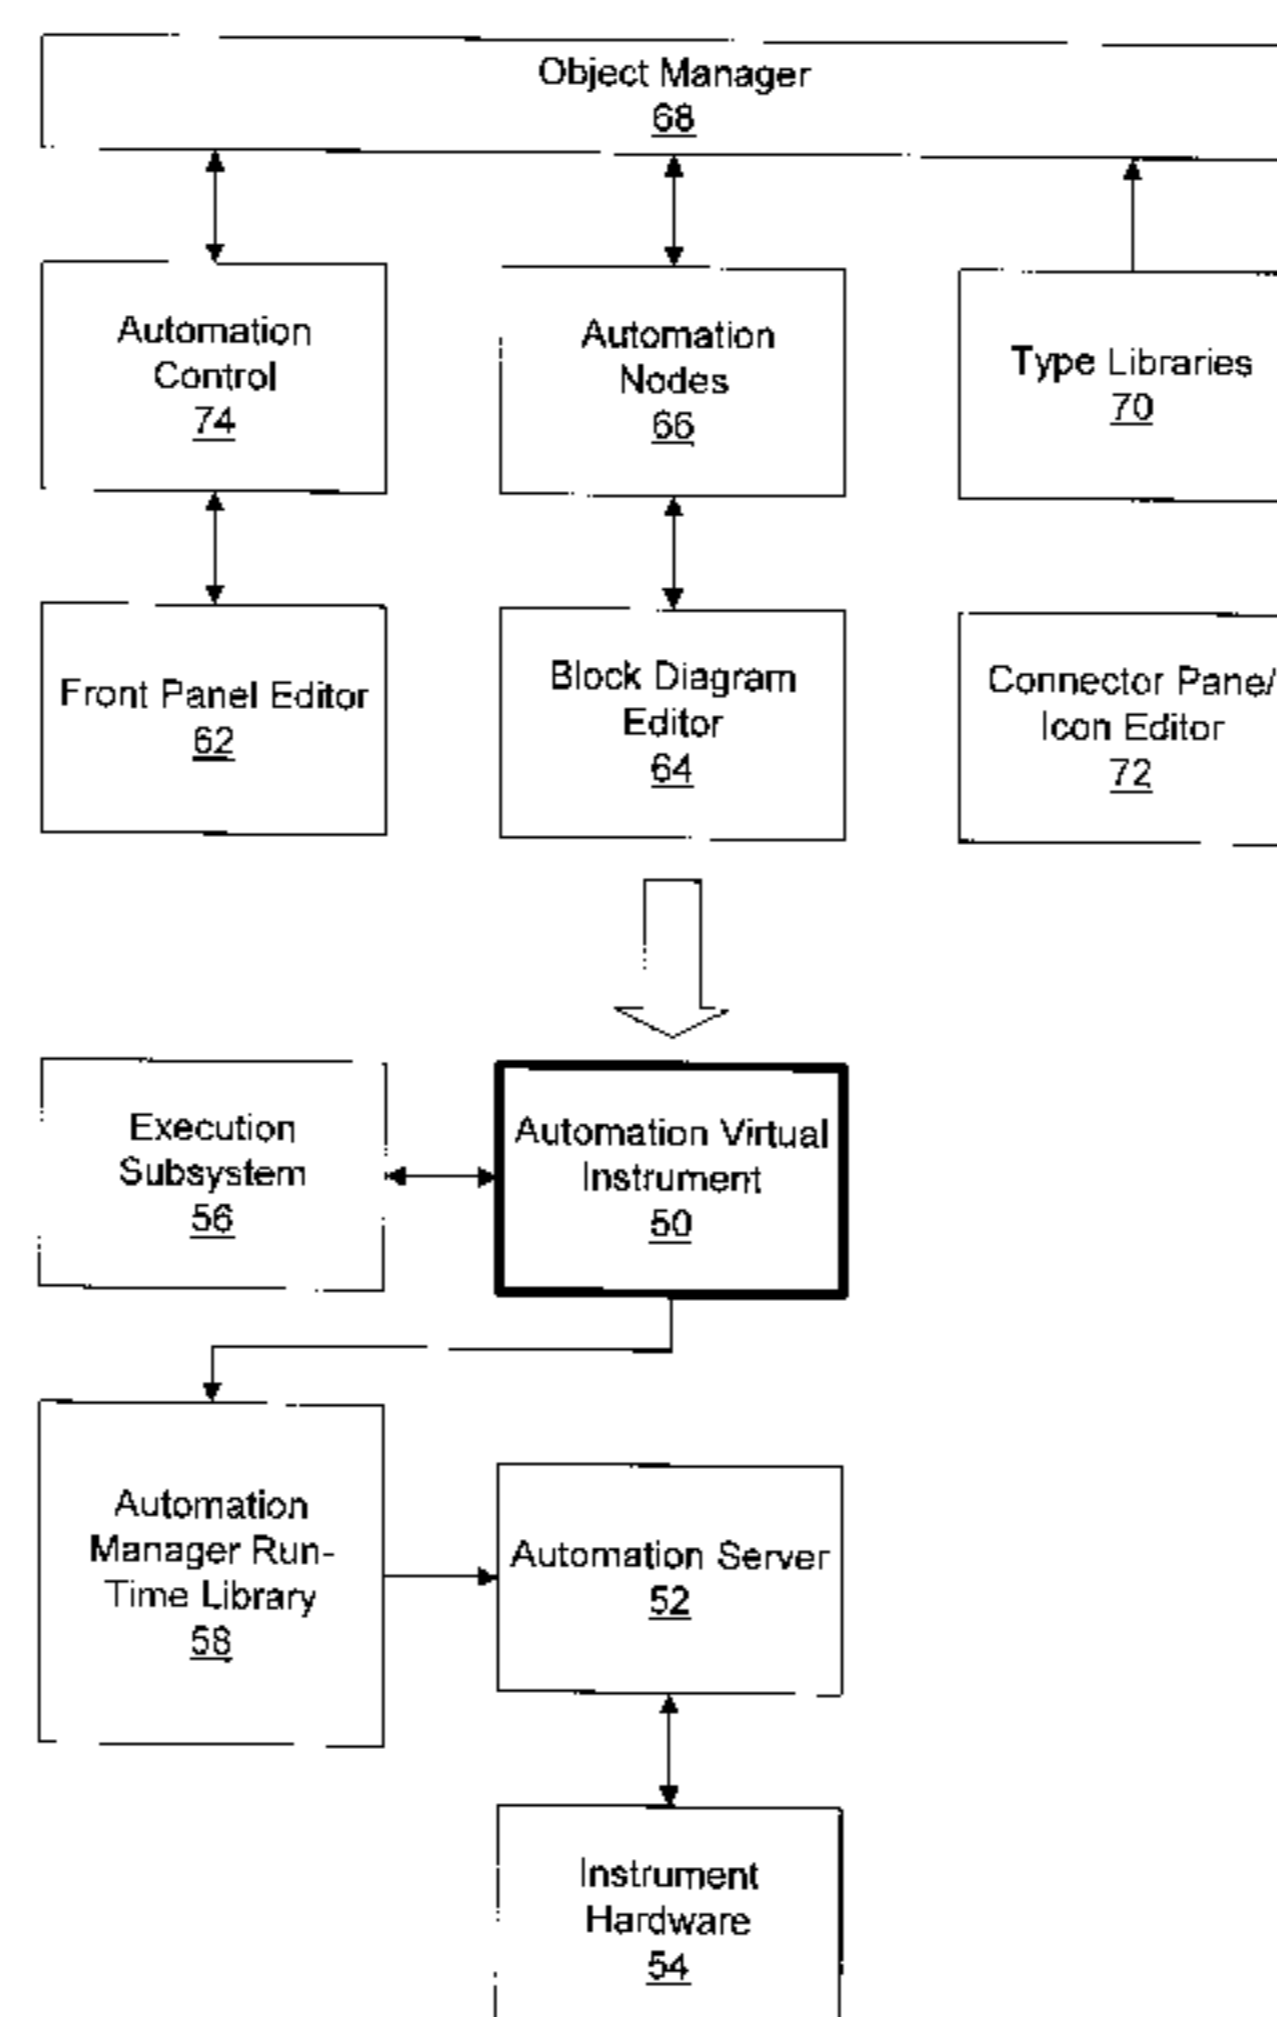 Object Manager
68
Automation
Control
74
Automation
Nodes
66
Type Libraries
70
Front Panel Editor
62
Block Diagram
Editor
64
Connector Pane/
Icon Editor
72
Execution
Subsystem
56
Automation Virtual
Instrument
50
Automation
Manager Run-
Time Library
58
Automation Server
52
Instrument
Hardware
54